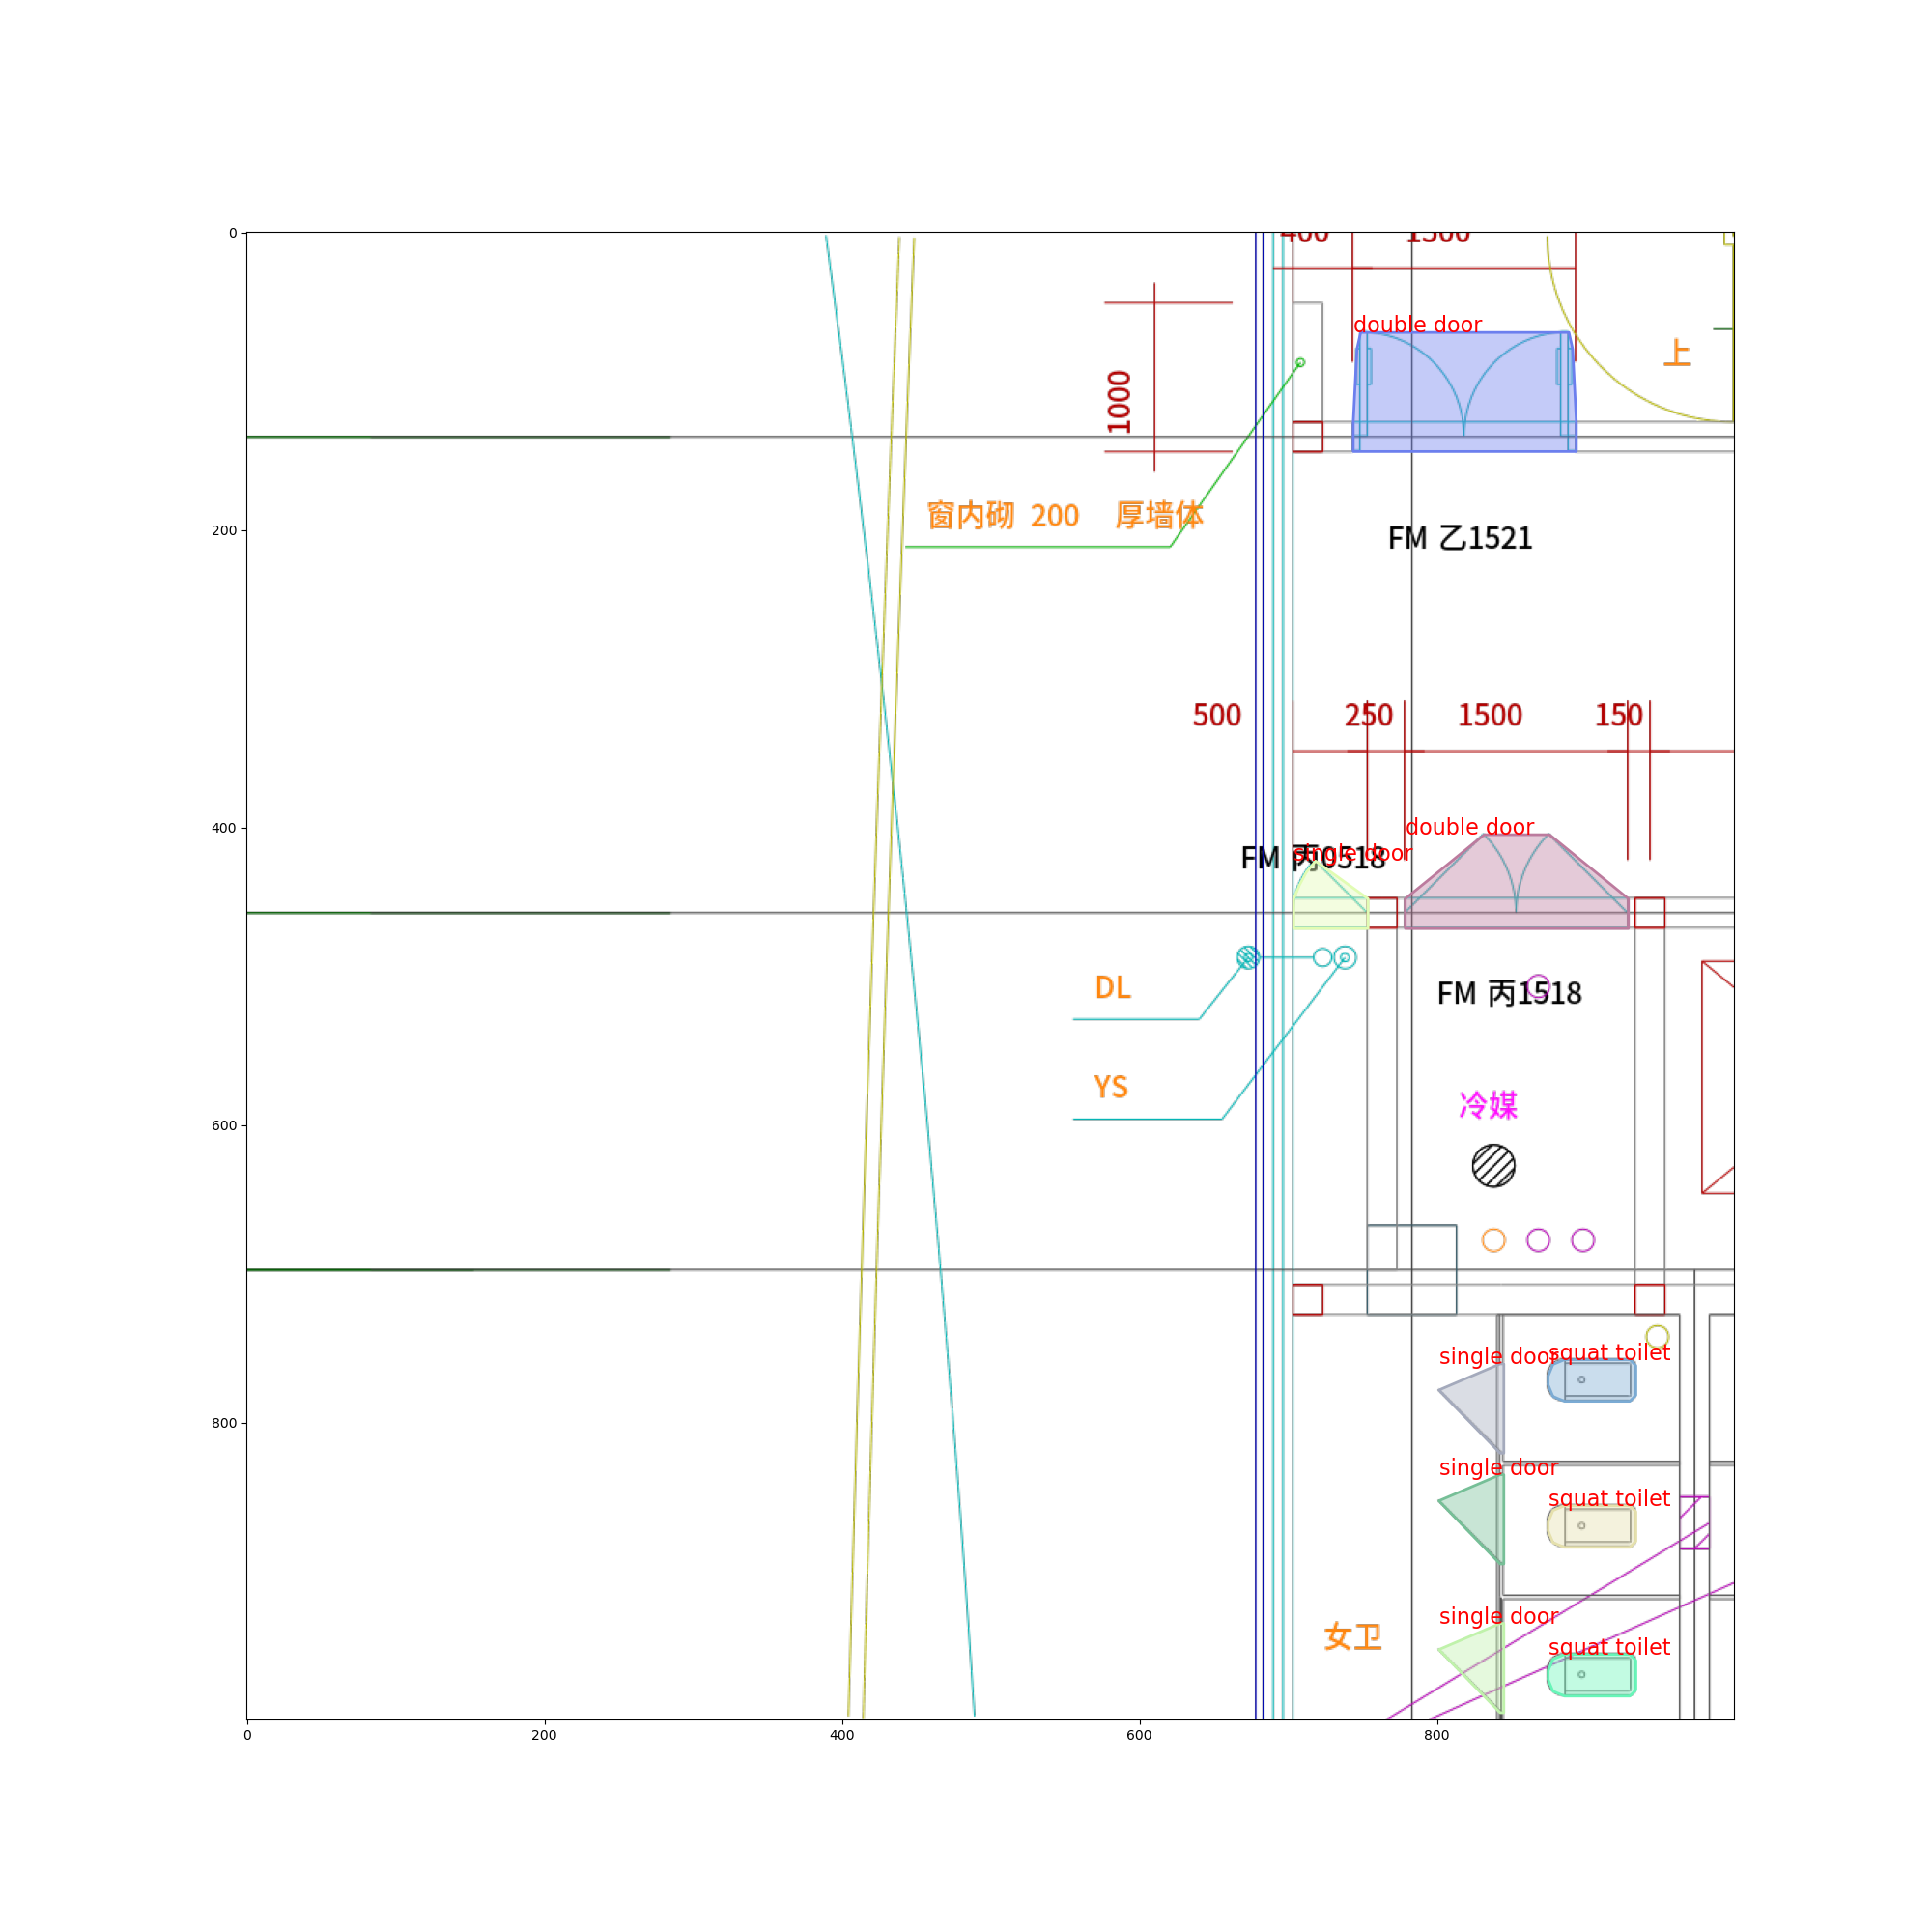 400 1500
double door
上
1000
窗内砌 200 厚墙体
FM 乙1521
500 250 1500 150
double door
FM 丙0518
single door
DL
FM 丙1518
YS
冷媒
single door
squat toilet
single door
squat toilet
single door
女卫
squat toilet
0
200
400
600
800
0 200 400 600 800